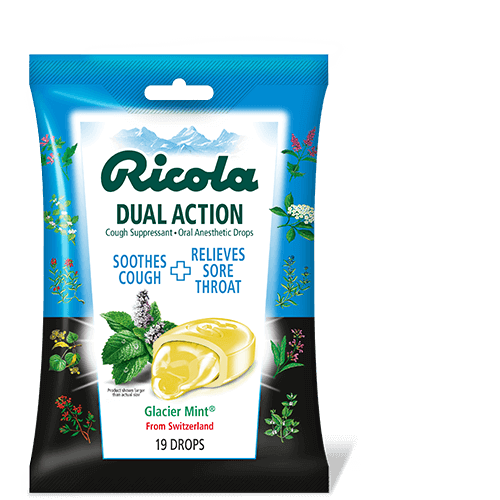 Ricola
DUAL ACTION
Cough Suppressant • Oral Anesthetic Drops
SOOTHES
COUGH
+
RELIEVES
SORE
THROAT
Product shown larger
than actual size
Glacier Mint®
From Switzerland
19 DROPS